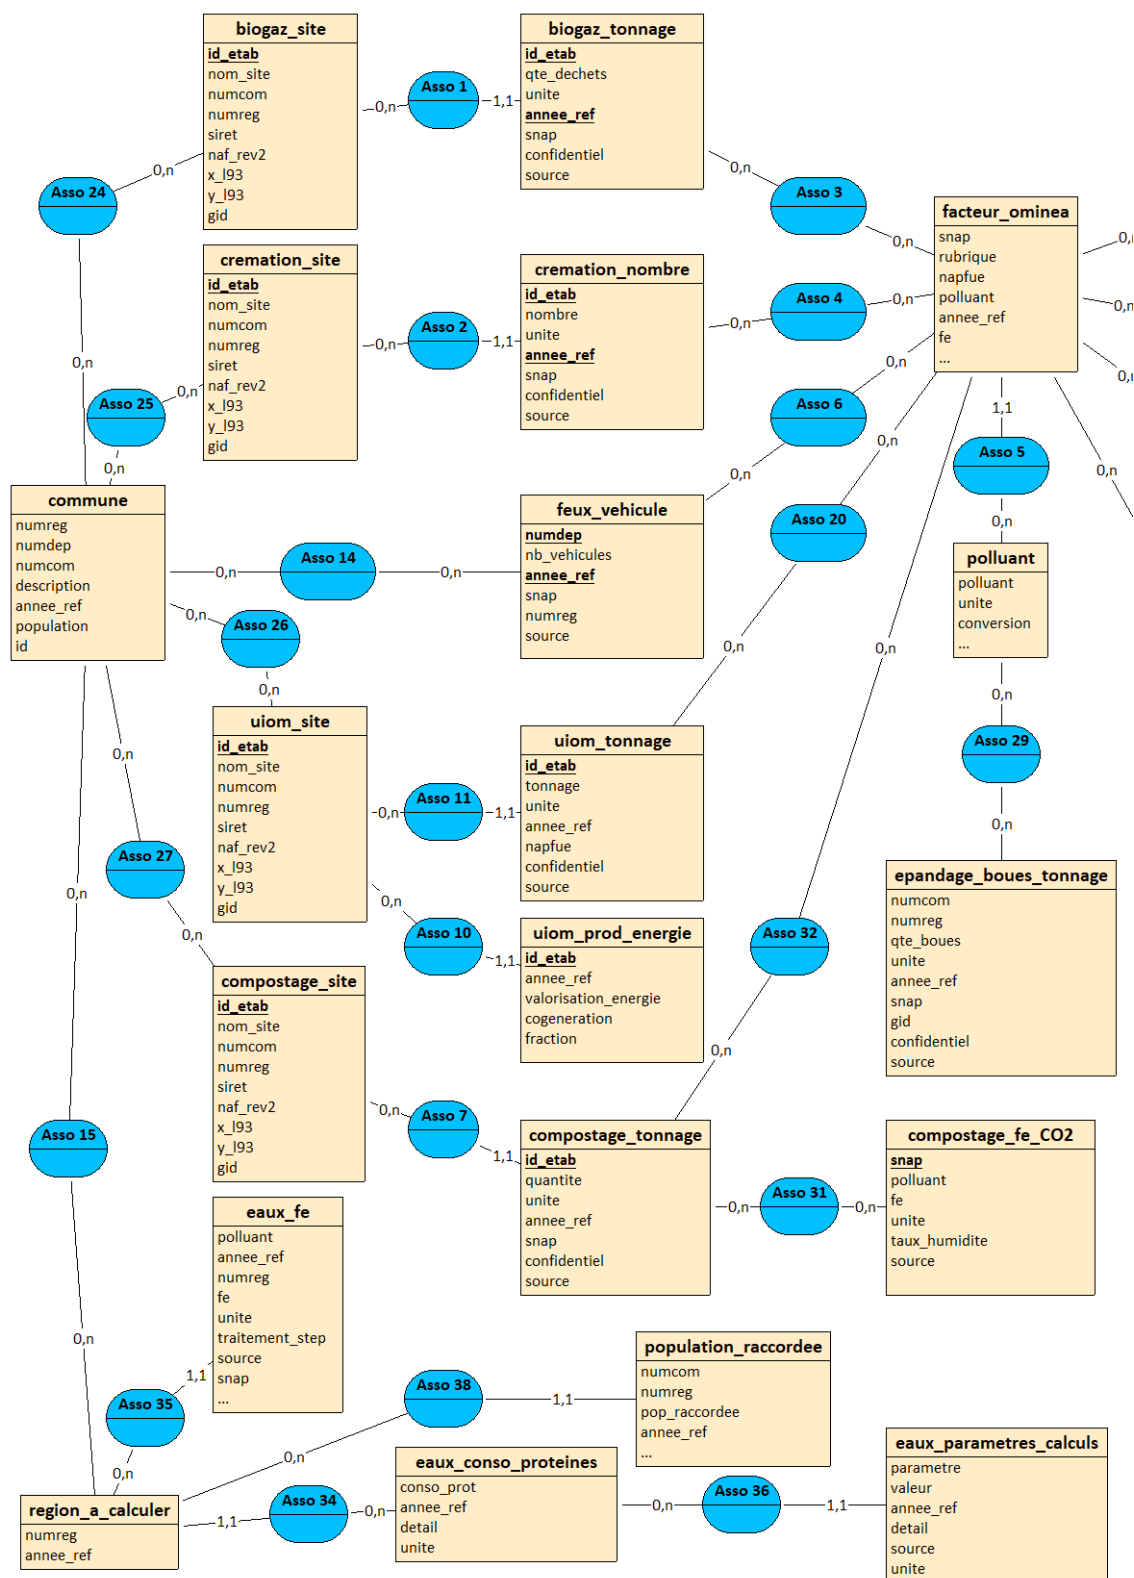 biogaz_site
id_etab
nom_site
numcom
numreg
siret
naf_rev2
x_l93
y_l93
gid
Asso 1
0,n
1,1
biogaz_tonnage
id_etab
qte_dechets
unite
annee_ref
snap
confidentiel
source
Asso 24
0,n
0,n
0,n
Asso 3
0,n
facteur_ominea
snap
rubrique
napfue
polluant
annee_ref
fe
...
0,n
0,n
0,n
0,n
cremation_site
id_etab
nom_site
numcom
numreg
siret
naf_rev2
x_l93
y_l93
gid
Asso 2
0,n
1,1
cremation_nombre
id_etab
nombre
unite
annee_ref
snap
confidentiel
source
Asso 4
0,n
0,n
Asso 25
0,n
0,n
Asso 6
0,n
0,n
Asso 20
0,n
0,n
Asso 5
1,1
0,n
commune
numreg
numdep
numcom
description
annee_ref
population
id
Asso 14
0,n
0,n
feux_vehicule
numdep
nb_vehicules
annee_ref
snap
numreg
source
polluant
polluant
unite
conversion
...
Asso 26
0,n
0,n
uiom_site
id_etab
nom_site
numcom
numreg
siret
naf_rev2
x_l93
y_l93
gid
Asso 11
0,n
1,1
uiom_tonnage
id_etab
tonnage
unite
annee_ref
napfue
confidentiel
source
Asso 29
0,n
0,n
Asso 27
0,n
0,n
Asso 10
0,n
1,1
uiom_prod_energie
id_etab
annee_ref
valorisation_energie
cogeneration
fraction
Asso 32
0,n
0,n
epandage_boues_tonnage
numcom
numreg
qte_boues
unite
annee_ref
snap
gid
confidentiel
source
compostage_site
id_etab
nom_site
numcom
numreg
siret
naf_rev2
x_l93
y_l93
gid
Asso 7
0,n
1,1
compostage_tonnage
id_etab
quantite
unite
annee_ref
snap
confidentiel
source
Asso 31
0,n
0,n
compostage_fe_CO2
snap
polluant
fe
unite
taux_humidite
source
Asso 15
0,n
0,n
eaux_fe
polluant
annee_ref
numreg
fe
unite
traitement_step
source
snap
...
Asso 35
1,1
0,n
Asso 38
0,n
1,1
population_raccordee
numcom
numreg
pop_raccordee
annee_ref
...
region_a_calculer
numreg
annee_ref
Asso 34
1,1
0,n
eaux_conso_proteines
conso_prot
annee_ref
detail
unite
Asso 36
0,n
1,1
eaux_parametres_calculs
parametre
valeur
annee_ref
detail
source
unite